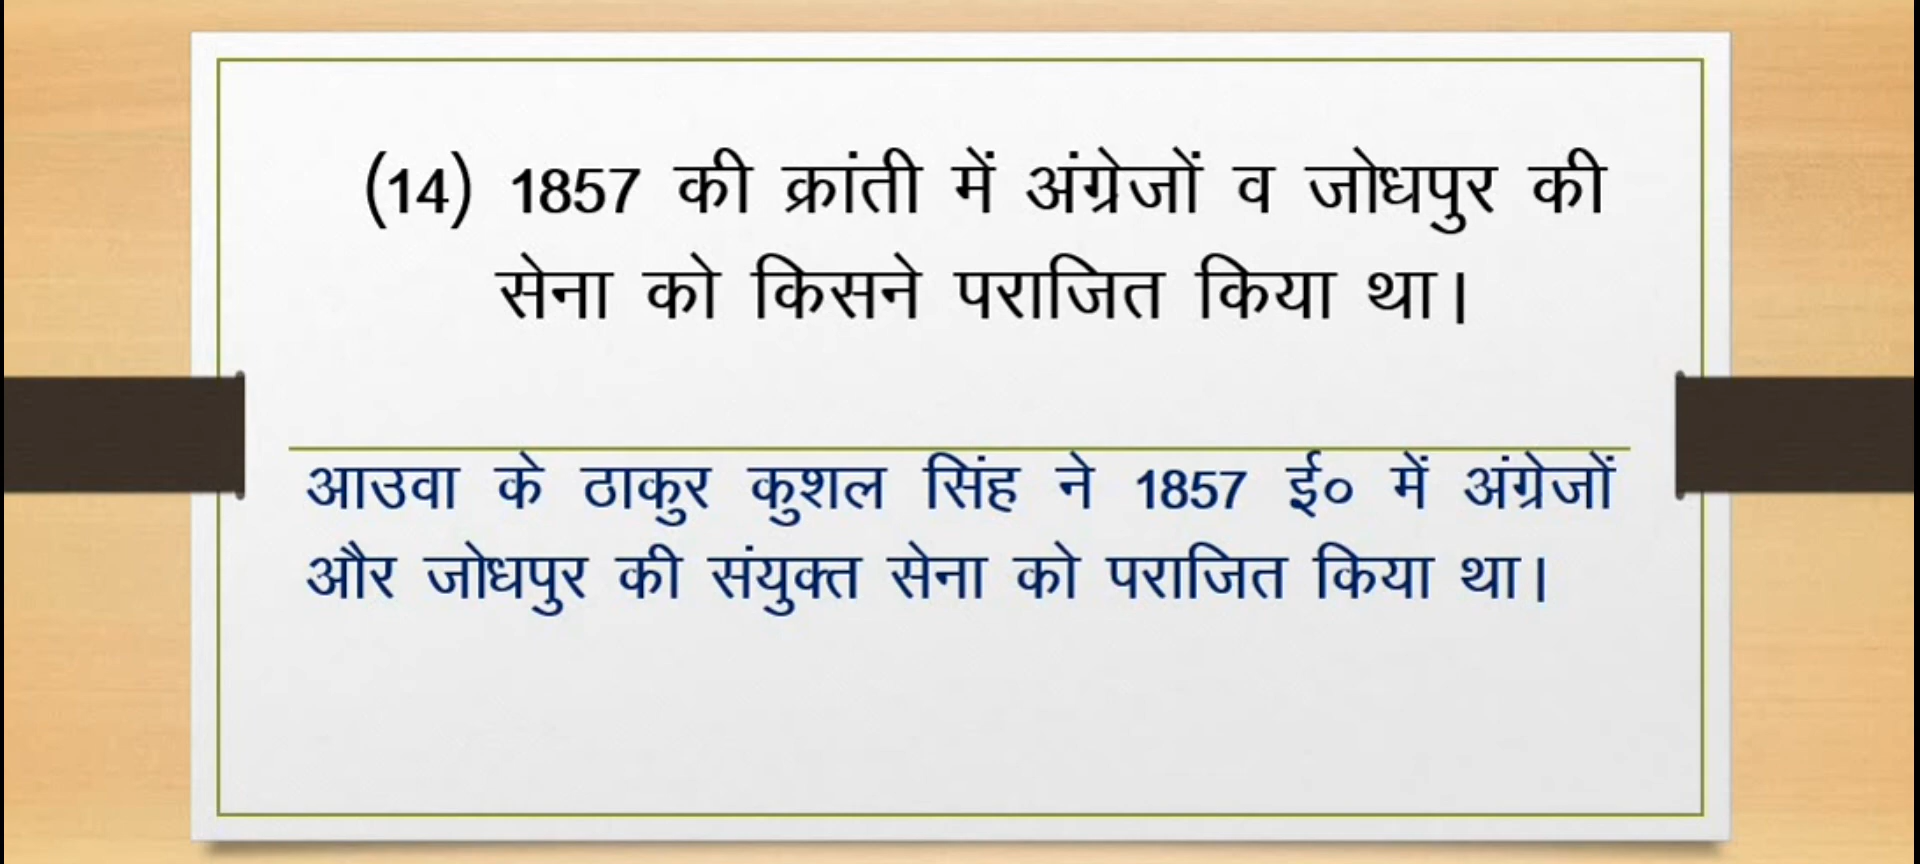 (14) 1857 की क्रांती में अंग्रेजों व जोधपुर की
सेना को किसने पराजित किया था।
आउवा के ठाकुर कुशल सिंह ने 1857 ई० में अंग्रेजों
और जोधपुर की संयुक्त सेना को पराजित किया था।